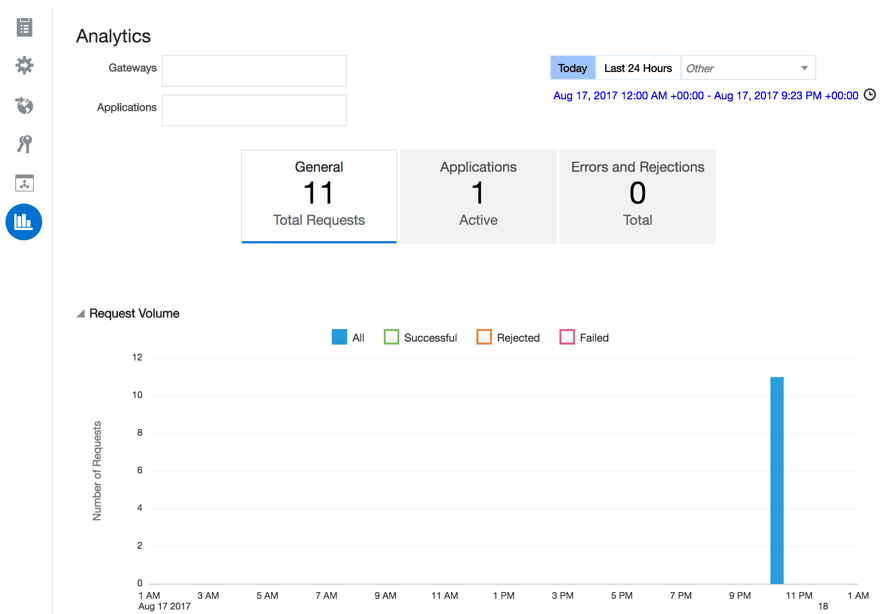 Analytics
Gateways
Applications
Today Last 24 Hours Other
Aug 17, 2017 12:00 AM +00:00 - Aug 17, 2017 9:23 PM +00:00
General Applications Errors and Rejections
11 1 0
Total Requests Active Total
Request Volume
All Successful Rejected Failed
12
10
8
6
4
2
0
Number of Requests
1 AM 3 AM 5 AM 7 AM 9 AM 11 AM 1 PM 3 PM 5 PM 7 PM 9 PM 11 PM 1 AM
Aug 17 2017 18